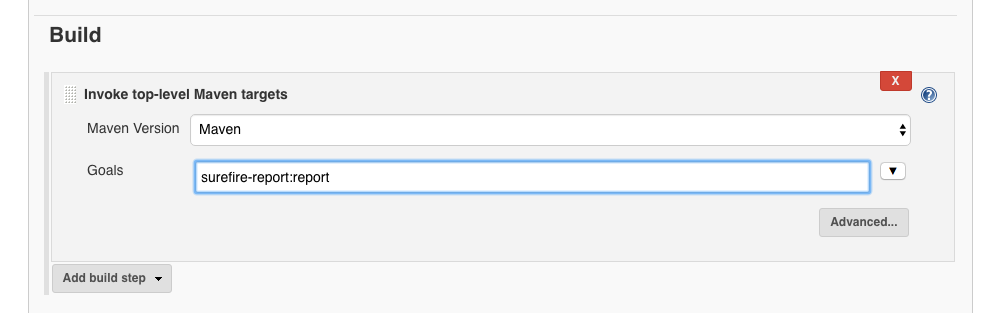 Build
X
Invoke top-level Maven targets
?
Maven Version Maven
Goals surefire-report:report
Advanced...
Add build step